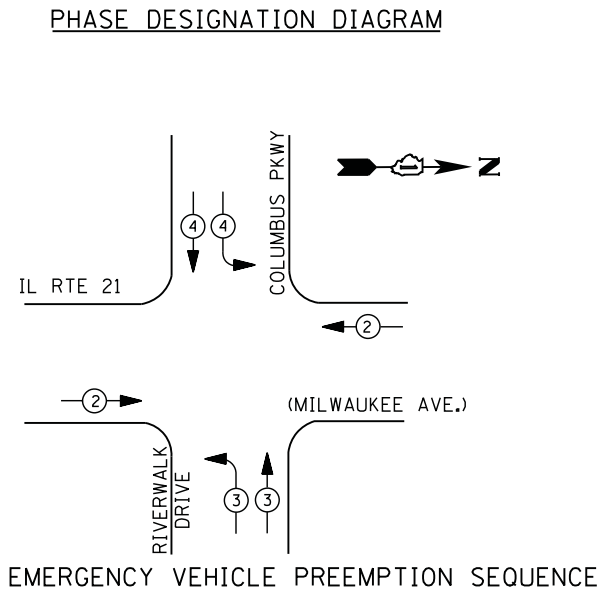 PHASE DESIGNATION DIAGRAM
COLUMBUS PKWY
N
4 4
IL RTE 21
2
2
(MILWAUKEE AVE.)
RIVERWALK
DRIVE
3 3
EMERGENCY VEHICLE PREEMPTION SEQUENCE